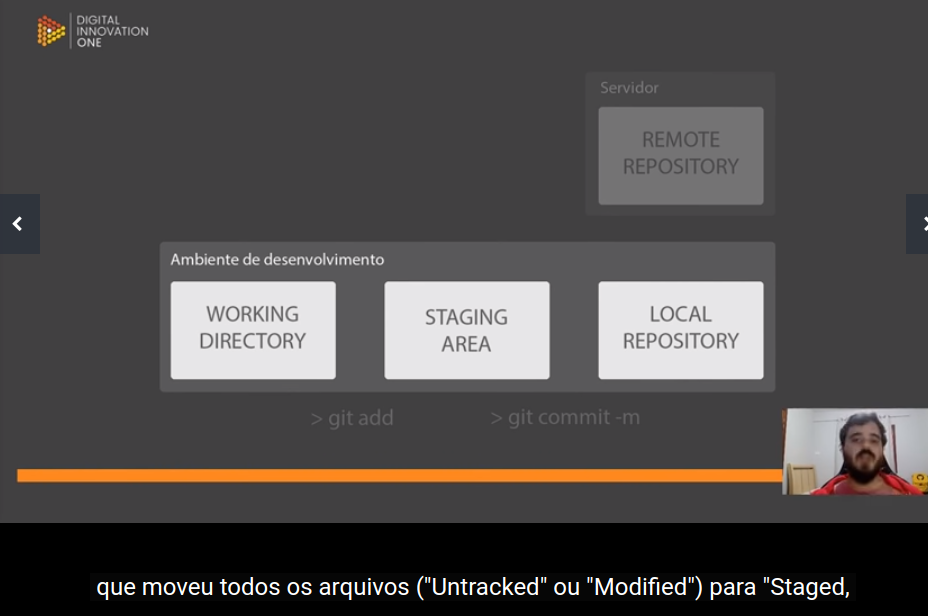 DIGITAL
INNOVATION
ONE
Servidor
REMOTE
REPOSITORY
Ambiente de desenvolvimento
WORKING
DIRECTORY
STAGING
AREA
LOCAL
REPOSITORY
> git add
> git commit -m
que moveu todos os arquivos ("Untracked" ou "Modified") para "Staged,